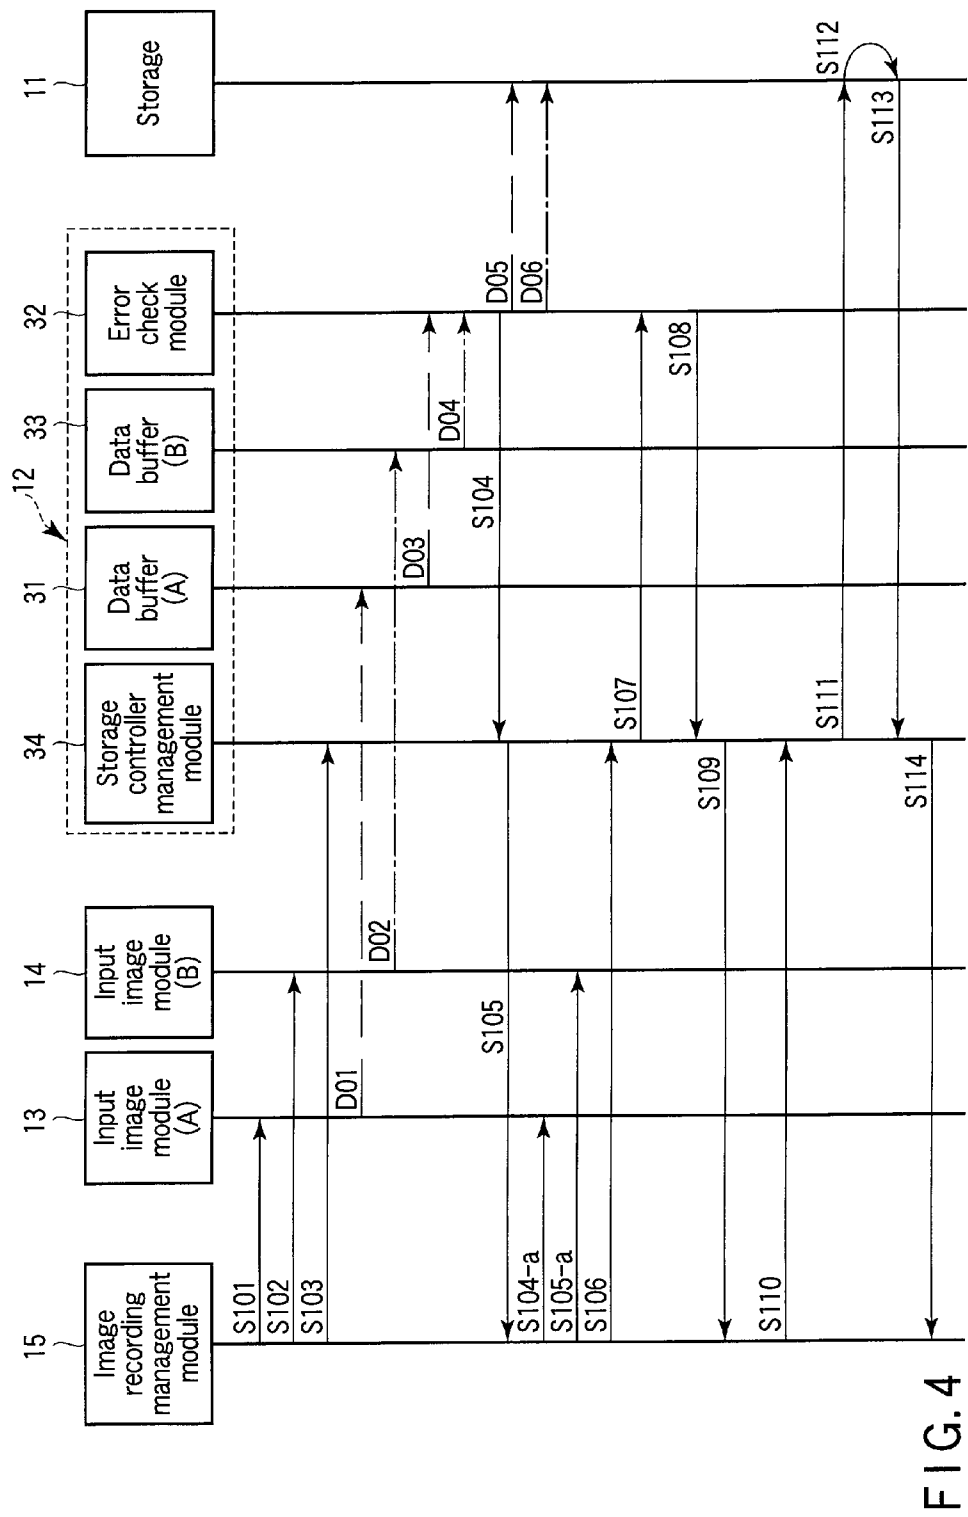 15
Image
recording
management
module
13
Input
image
module
(A)
14
Input
image
module
(B)
12
34
Storage
controller
management
module
31
Data
buffer
(A)
33
Data
buffer
(B)
32
Error
check
module
11
Storage
S101
S102
S103
D01
D02
D03
D04
S104
D05
D06
S105
S104-a
S105-a
S106
S107
S108
S109
S110
S111
S112
S113
S114
FIG. 4